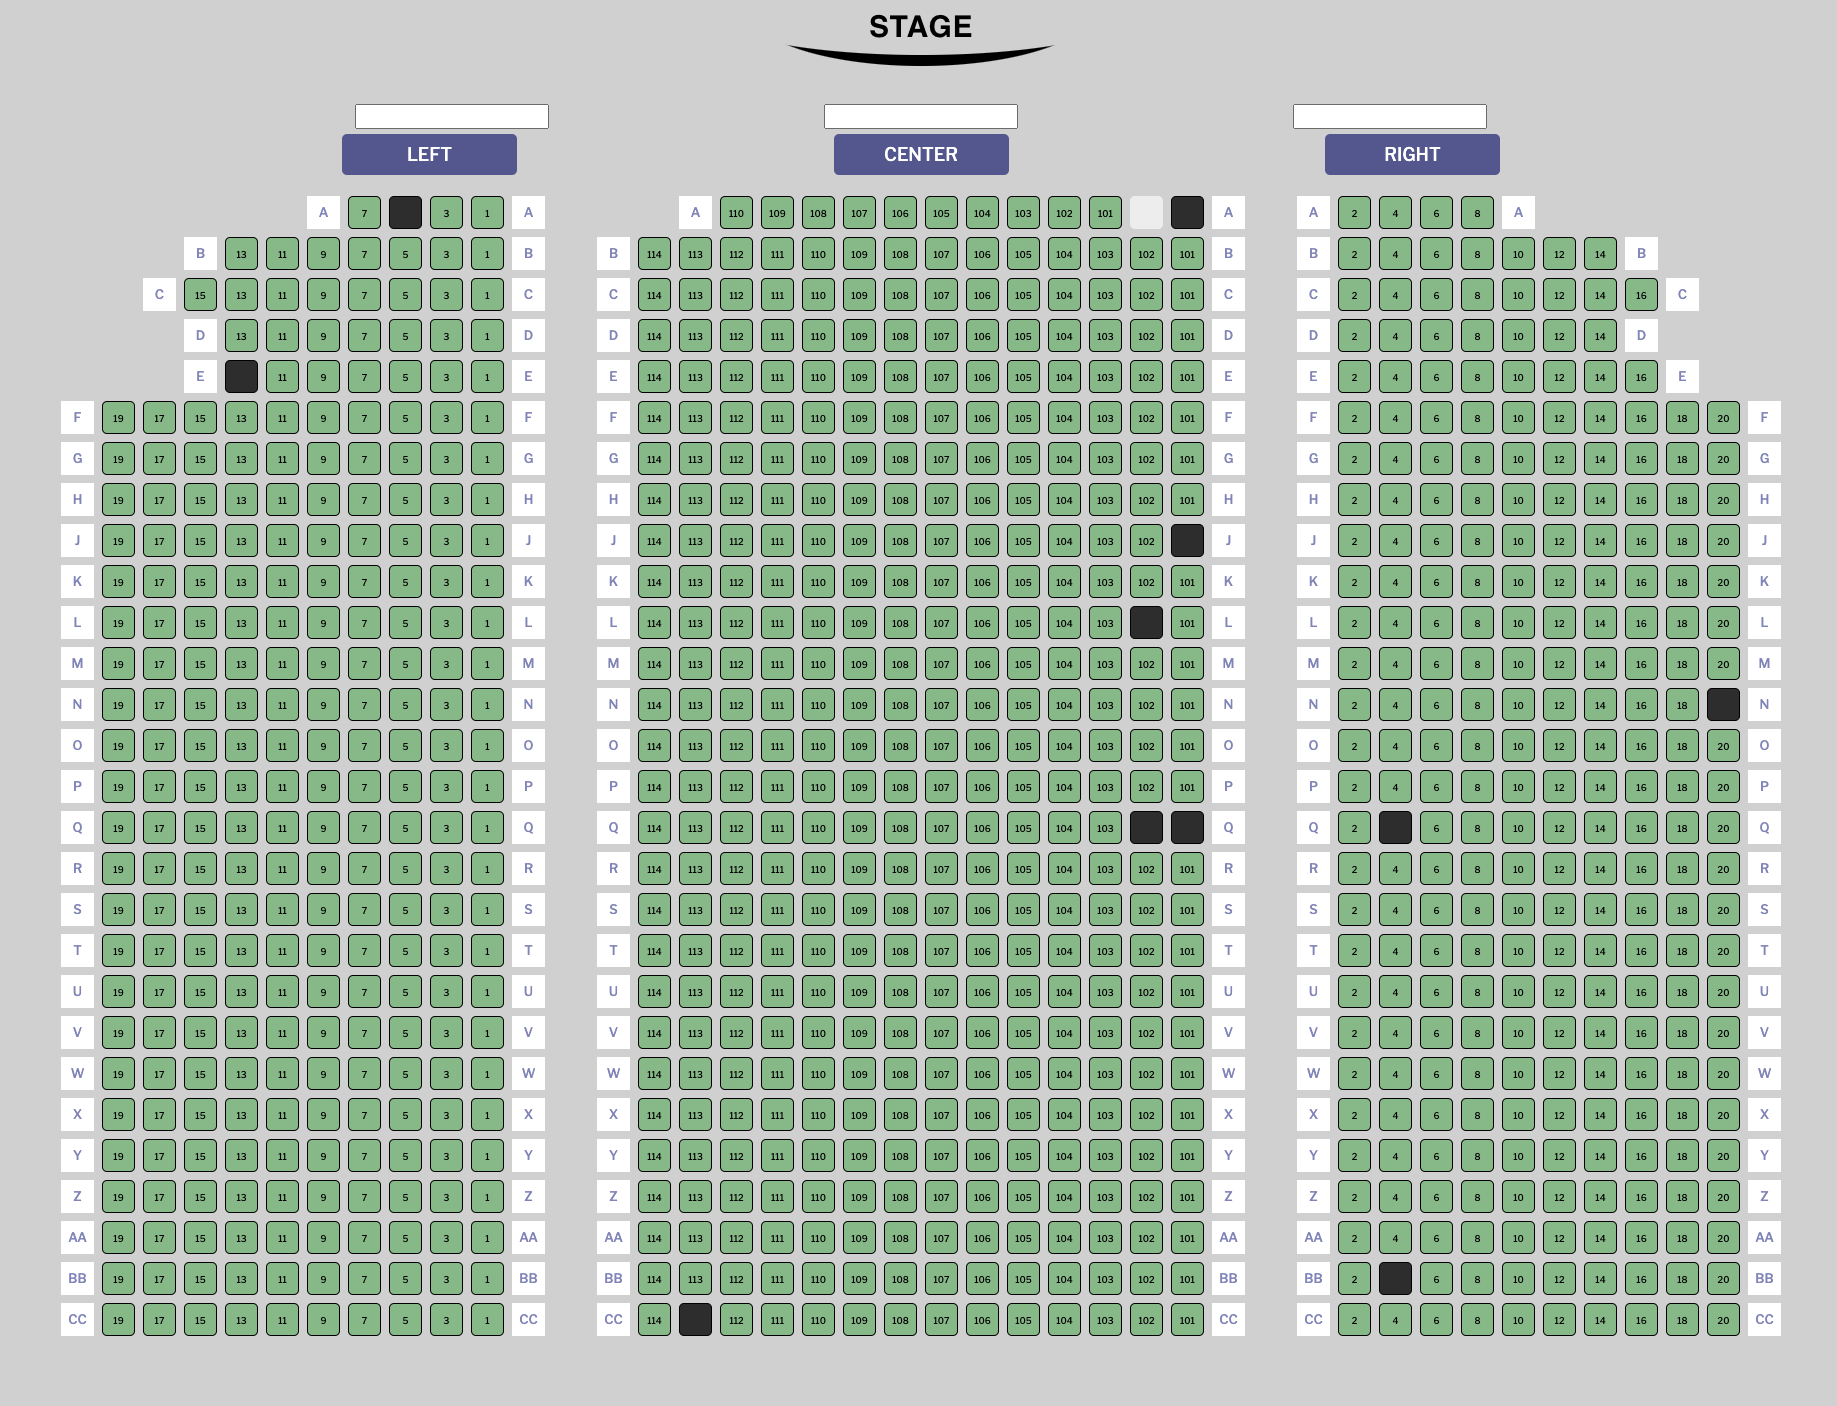 STAGE
LEFT CENTER RIGHT
A 7 3 1 A A 110 109 108 107 106 105 104 103 102 101 A A 2 4 6 8 A
B 13 11 9 7 5 3 1 B B 114 113 112 111 110 109 108 107 106 105 104 103 102 101 B B 2 4 6 8 10 12 14 B
C 15 13 11 9 7 5 3 1 C C 114 113 112 111 110 109 108 107 106 105 104 103 102 101 C C 2 4 6 8 10 12 14 16 C
D 13 11 9 7 5 3 1 D D 114 113 112 111 110 109 108 107 106 105 104 103 102 101 D D 2 4 6 8 10 12 14 D
E 11 9 7 5 3 1 E E 114 113 112 111 110 109 108 107 106 105 104 103 102 101 E E 2 4 6 8 10 12 14 16 E
F 19 17 15 13 11 9 7 5 3 1 F F 114 113 112 111 110 109 108 107 106 105 104 103 102 101 F F 2 4 6 8 10 12 14 16 18 20 F
G 19 17 15 13 11 9 7 5 3 1 G G 114 113 112 111 110 109 108 107 106 105 104 103 102 101 G G 2 4 6 8 10 12 14 16 18 20 G
H 19 17 15 13 11 9 7 5 3 1 H H 114 113 112 111 110 109 108 107 106 105 104 103 102 101 H H 2 4 6 8 10 12 14 16 18 20 H
J 19 17 15 13 11 9 7 5 3 1 J J 114 113 112 111 110 109 108 107 106 105 104 103 102 J J 2 4 6 8 10 12 14 16 18 20 J
K 19 17 15 13 11 9 7 5 3 1 K K 114 113 112 111 110 109 108 107 106 105 104 103 102 101 K K 2 4 6 8 10 12 14 16 18 20 K
L 19 17 15 13 11 9 7 5 3 1 L L 114 113 112 111 110 109 108 107 106 105 104 103 101 L L 2 4 6 8 10 12 14 16 18 20 L
M 19 17 15 13 11 9 7 5 3 1 M M 114 113 112 111 110 109 108 107 106 105 104 103 102 101 M M 2 4 6 8 10 12 14 16 18 20 M
N 19 17 15 13 11 9 7 5 3 1 N N 114 113 112 111 110 109 108 107 106 105 104 103 102 101 N N 2 4 6 8 10 12 14 16 18 N
O 19 17 15 13 11 9 7 5 3 1 O O 114 113 112 111 110 109 108 107 106 105 104 103 102 101 O O 2 4 6 8 10 12 14 16 18 20 O
P 19 17 15 13 11 9 7 5 3 1 P P 114 113 112 111 110 109 108 107 106 105 104 103 102 101 P P 2 4 6 8 10 12 14 16 18 20 P
Q 19 17 15 13 11 9 7 5 3 1 Q Q 114 113 112 111 110 109 108 107 106 105 104 103 Q Q 2 6 8 10 12 14 16 18 20 Q
R 19 17 15 13 11 9 7 5 3 1 R R 114 113 112 111 110 109 108 107 106 105 104 103 102 101 R R 2 4 6 8 10 12 14 16 18 20 R
S 19 17 15 13 11 9 7 5 3 1 S S 114 113 112 111 110 109 108 107 106 105 104 103 102 101 S S 2 4 6 8 10 12 14 16 18 20 S
T 19 17 15 13 11 9 7 5 3 1 T T 114 113 112 111 110 109 108 107 106 105 104 103 102 101 T T 2 4 6 8 10 12 14 16 18 20 T
U 19 17 15 13 11 9 7 5 3 1 U U 114 113 112 111 110 109 108 107 106 105 104 103 102 101 U U 2 4 6 8 10 12 14 16 18 20 U
V 19 17 15 13 11 9 7 5 3 1 V V 114 113 112 111 110 109 108 107 106 105 104 103 102 101 V V 2 4 6 8 10 12 14 16 18 20 V
W 19 17 15 13 11 9 7 5 3 1 W W 114 113 112 111 110 109 108 107 106 105 104 103 102 101 W W 2 4 6 8 10 12 14 16 18 20 W
X 19 17 15 13 11 9 7 5 3 1 X X 114 113 112 111 110 109 108 107 106 105 104 103 102 101 X X 2 4 6 8 10 12 14 16 18 20 X
Y 19 17 15 13 11 9 7 5 3 1 Y Y 114 113 112 111 110 109 108 107 106 105 104 103 102 101 Y Y 2 4 6 8 10 12 14 16 18 20 Y
Z 19 17 15 13 11 9 7 5 3 1 Z Z 114 113 112 111 110 109 108 107 106 105 104 103 102 101 Z Z 2 4 6 8 10 12 14 16 18 20 Z
AA 19 17 15 13 11 9 7 5 3 1 AA AA 114 113 112 111 110 109 108 107 106 105 104 103 102 101 AA AA 2 4 6 8 10 12 14 16 18 20 AA
BB 19 17 15 13 11 9 7 5 3 1 BB BB 114 113 112 111 110 109 108 107 106 105 104 103 102 101 BB BB 2 6 8 10 12 14 16 18 20 BB
CC 19 17 15 13 11 9 7 5 3 1 CC CC 114 112 111 110 109 108 107 106 105 104 103 102 101 CC CC 2 4 6 8 10 12 14 16 18 20 CC